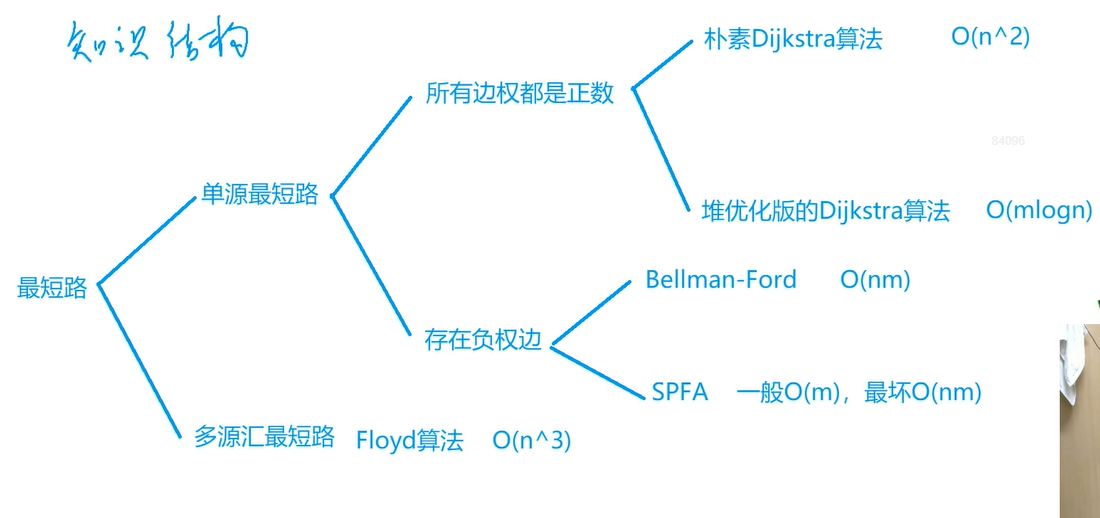 知识结构
朴素Dijkstra算法 O(n^2)
所有边权都是正数
84096
单源最短路
堆优化版的Dijkstra算法 O(mlogn)
最短路
Bellman-Ford O(nm)
存在负权边
SPFA 一般O(m)，最坏O(nm)
多源汇最短路 Floyd算法 O(n^3)